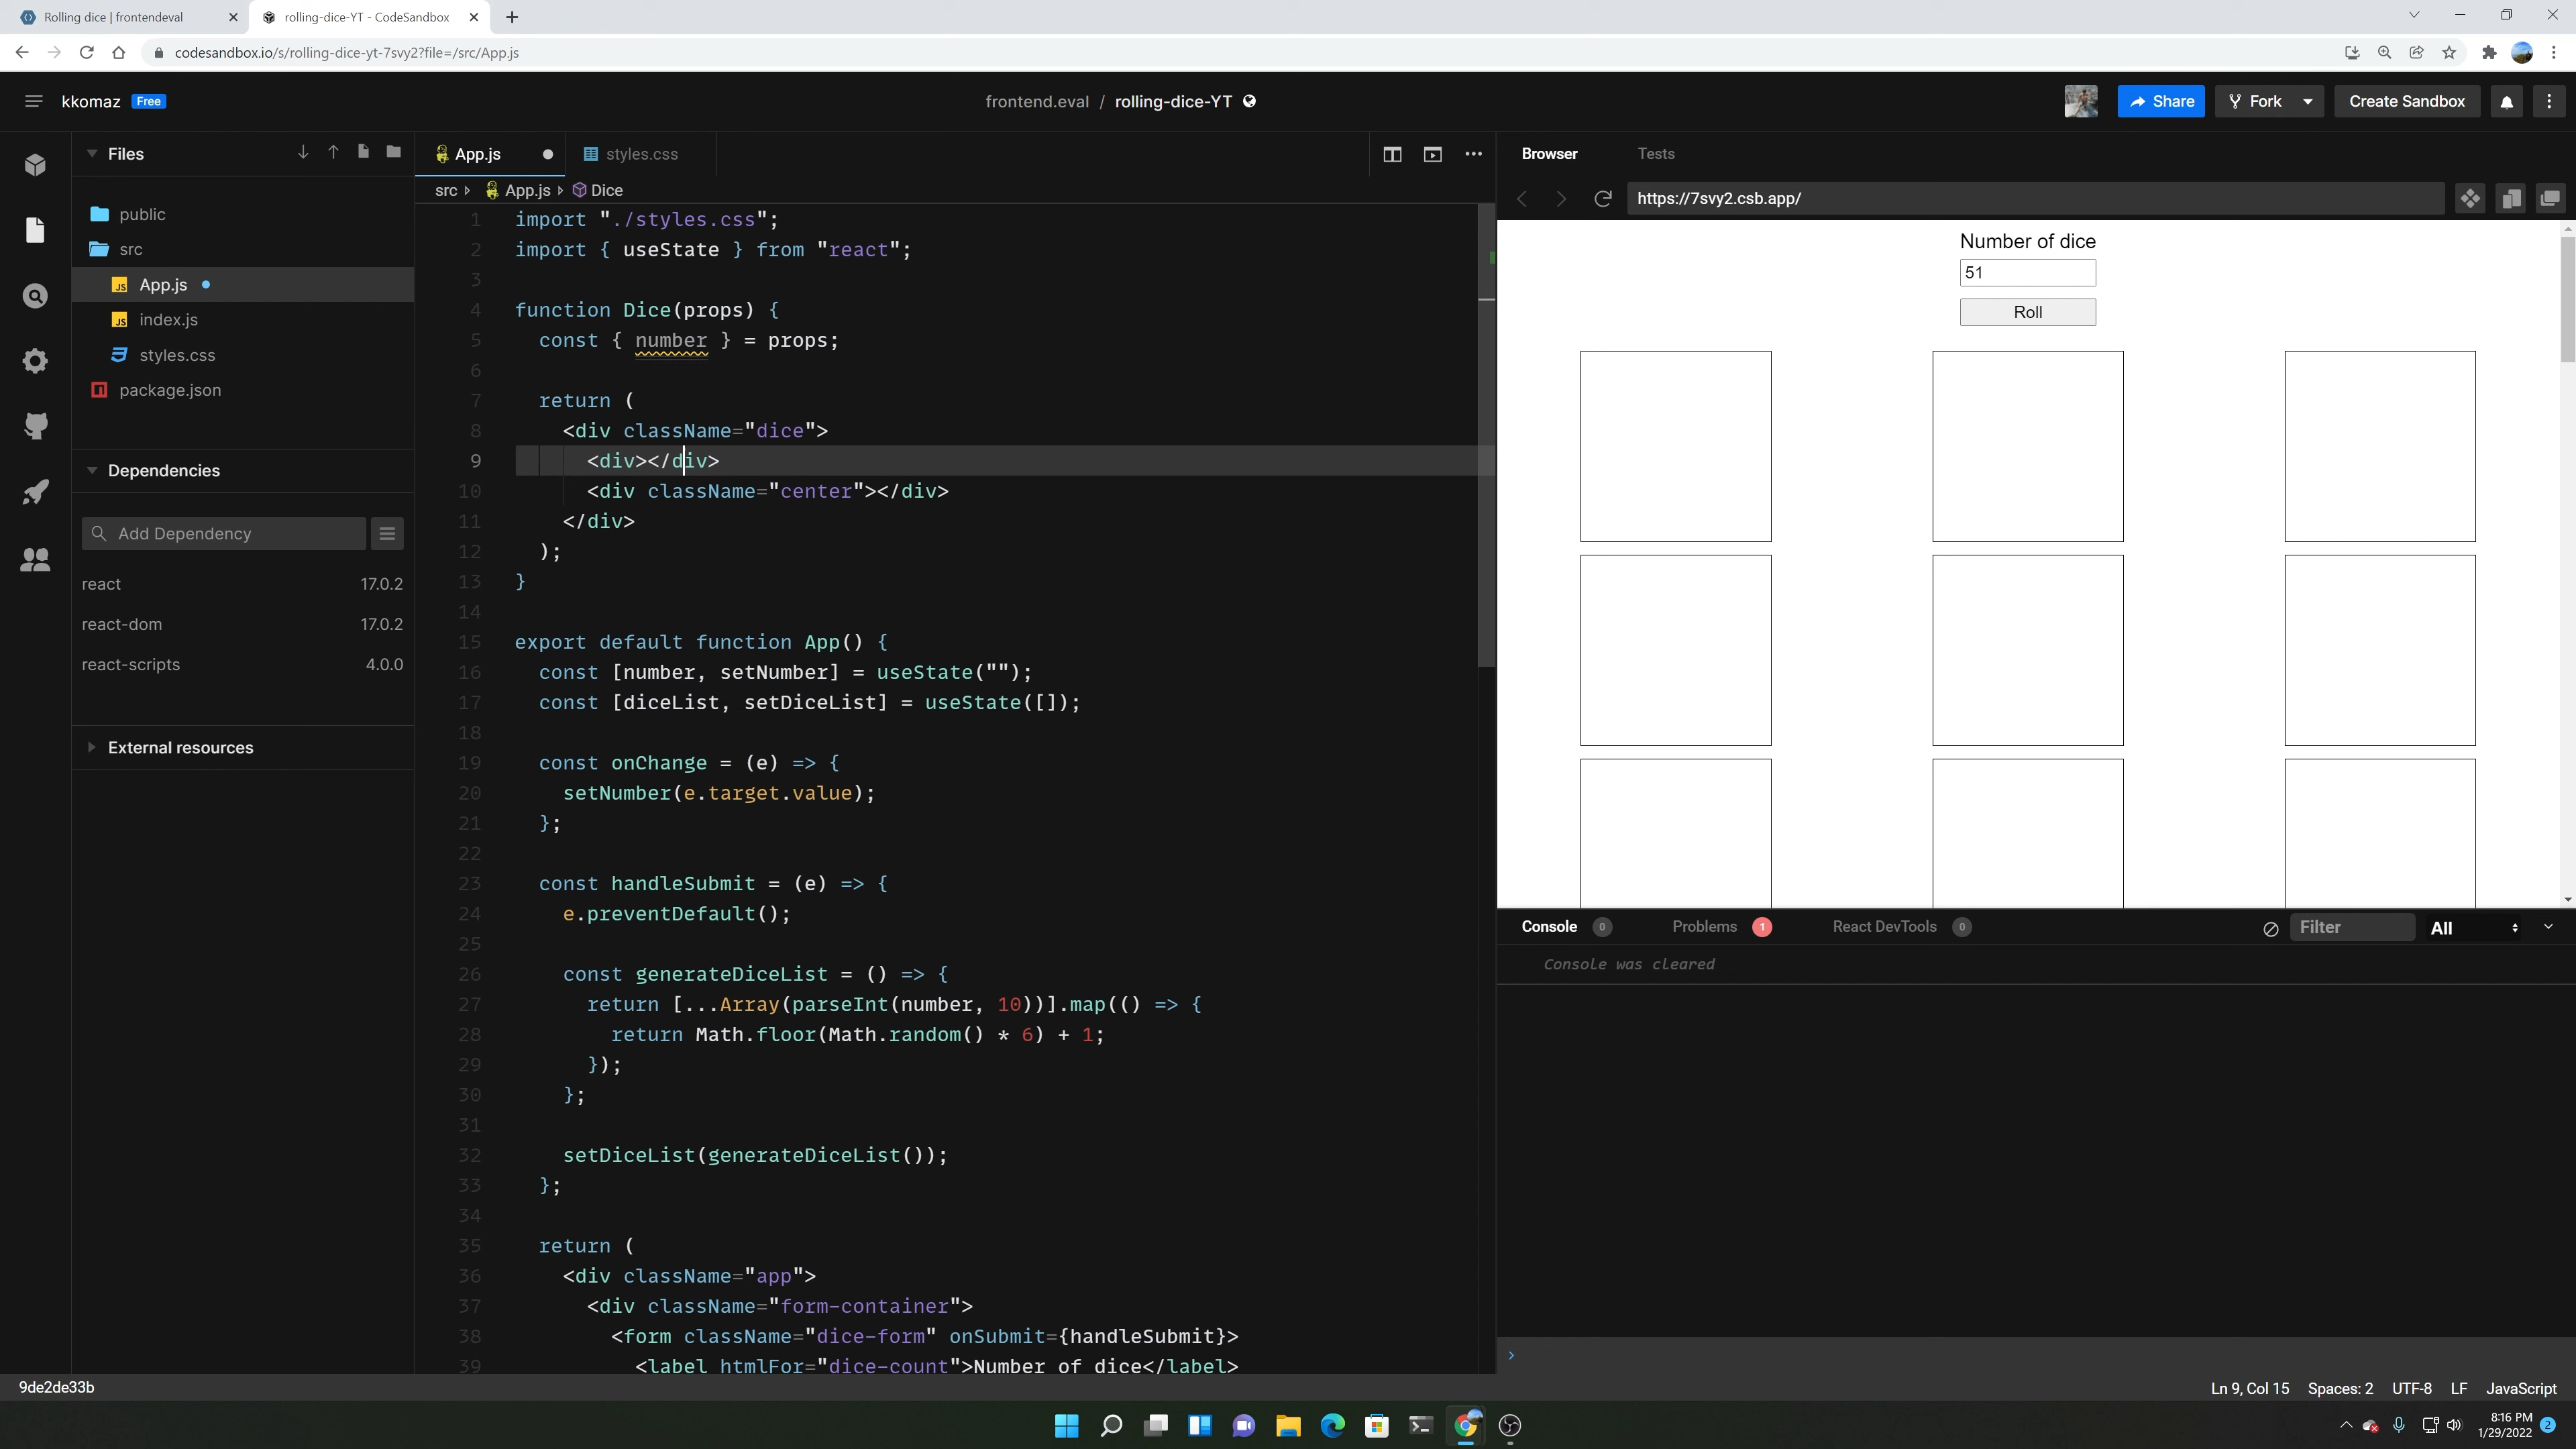 Rolling dice | frontendeval
rolling-dice-YT - CodeSandbox
codesandbox.io/s/rolling-dice-yt-7svy2?file=/src/App.js
kkomaz Free
frontend.eval / rolling-dice-YT
Share
Fork
Create Sandbox
Files
public
src
App.js
index.js
styles.css
package.json
Dependencies
Add Dependency
react 17.0.2
react-dom 17.0.2
react-scripts 4.0.0
External resources
App.js
styles.css
src App.js Dice
1 import "./styles.css";
2 import { useState } from "react";
3
4 function Dice(props) {
5 const { number } = props;
6
7 return (
8 <div className="dice">
9 <div></div>
10 <div className="center"></div>
11 </div>
12 );
13 }
14
15 export default function App() {
16 const [number, setNumber] = useState("");
17 const [diceList, setDiceList] = useState([]);
18
19 const onChange = (e) => {
20 setNumber(e.target.value);
21 };
22
23 const handleSubmit = (e) => {
24 e.preventDefault();
25
26 const generateDiceList = () => {
27 return [...Array(parseInt(number, 10))].map(() => {
28 return Math.floor(Math.random() * 6) + 1;
29 });
30 };
31
32 setDiceList(generateDiceList());
33 };
34
35 return (
36 <div className="app">
37 <div className="form-container">
38 <form className="dice-form" onSubmit={handleSubmit}>
39 <label htmlFor="dice-count">Number of dice</label>
Browser
Tests
https://7svy2.csb.app/
Number of dice
51
Roll
Console 0
Problems 1
React DevTools 0
Filter
All
Console was cleared
9de2de33b
Ln 9, Col 15 Spaces: 2 UTF-8 LF JavaScript
8:16 PM
1/29/2022
2